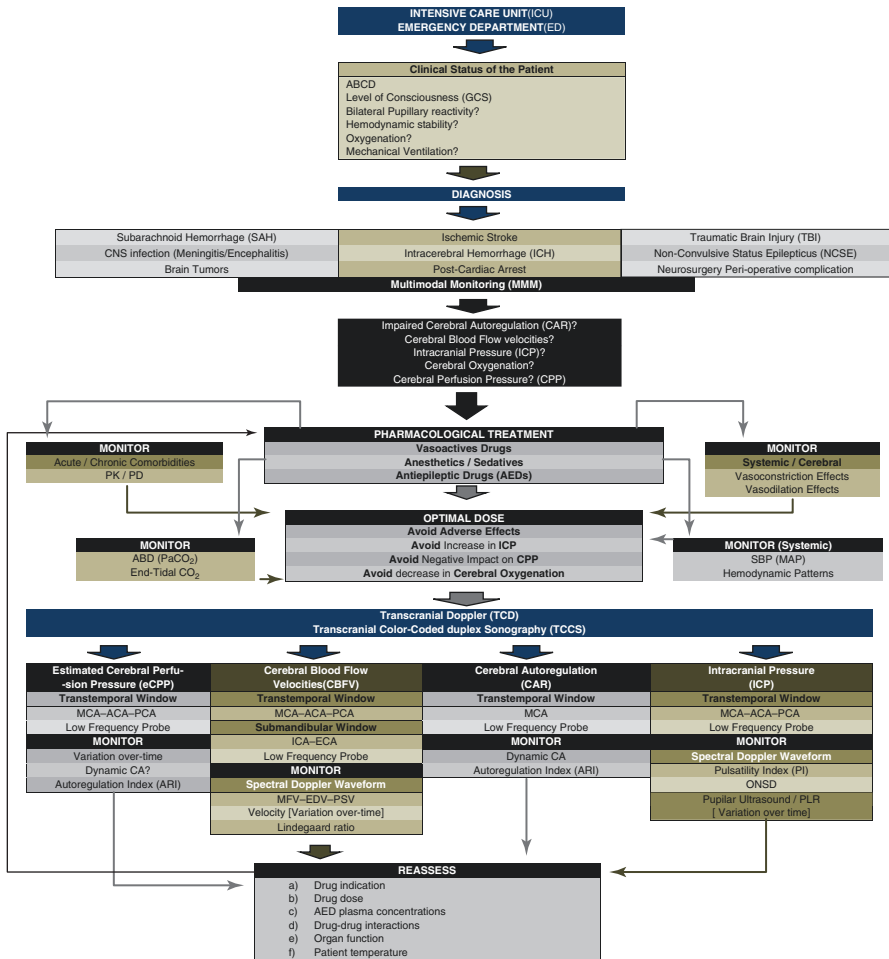 INTENSIVE CARE UNIT(ICU)
EMERGENCY DEPARTMENT(ED)
Clinical Status of the Patient
ABCD
Level of Consciousness (GCS)
Bilateral Pupillary reactivity?
Hemodynamic stability?
Oxygenation?
Mechanical Ventilation?
DIAGNOSIS
Subarachnoid Hemorrhage (SAH)
CNS infection (Meningitis/Encephalitis)
Brain Tumors
Ischemic Stroke
Intracerebral Hemorrhage (ICH)
Post-Cardiac Arrest
Traumatic Brain Injury (TBI)
Non-Convulsive Status Epilepticus (NCSE)
Neurosurgery Peri-operative complication
Multimodal Monitoring (MMM)
Impaired Cerebral Autoregulation (CAR)?
Cerebral Blood Flow velocities?
Intracranial Pressure (ICP)?
Cerebral Oxygenation?
Cerebral Perfusion Pressure? (CPP)
PHARMACOLOGICAL TREATMENT
Vasoactives Drugs
Anesthetics / Sedatives
Antiepileptic Drugs (AEDs)
MONITOR
Acute / Chronic Comorbidities
PK / PD
MONITOR
Systemic / Cerebral
Vasoconstriction Effects
Vasodilation Effects
OPTIMAL DOSE
Avoid Adverse Effects
Avoid Increase in ICP
Avoid Negative Impact on CPP
Avoid decrease in Cerebral Oxygenation
MONITOR
ABD (PaCO2)
End-Tidal CO2
MONITOR (Systemic)
SBP (MAP)
Hemodynamic Patterns
Transcranial Doppler (TCD)
Transcranial Color-Coded duplex Sonography (TCCS)
Estimated Cerebral Perfu-
-sion Pressure (eCPP)
Transtemporal Window
MCA–ACA–PCA
Low Frequency Probe
MONITOR
Variation over-time
Dynamic CA?
Autoregulation Index (ARI)
Cerebral Blood Flow
Velocities(CBFV)
Transtemporal Window
MCA–ACA–PCA
Submandibular Window
ICA–ECA
Low Frequency Probe
MONITOR
Spectral Doppler Waveform
MFV–EDV–PSV
Velocity [Variation over-time]
Lindegaard ratio
Cerebral Autoregulation
(CAR)
Transtemporal Window
MCA
Low Frequency Probe
MONITOR
Dynamic CA
Autoregulation Index (ARI)
Intracranial Pressure
(ICP)
Transtemporal Window
MCA–ACA–PCA
Low Frequency Probe
MONITOR
Spectral Doppler Waveform
Pulsatility Index (PI)
ONSD
Pupilar Ultrasound / PLR
[ Variation over time]
REASSESS
a) Drug indication
b) Drug dose
c) AED plasma concentrations
d) Drug-drug interactions
e) Organ function
f) Patient temperature